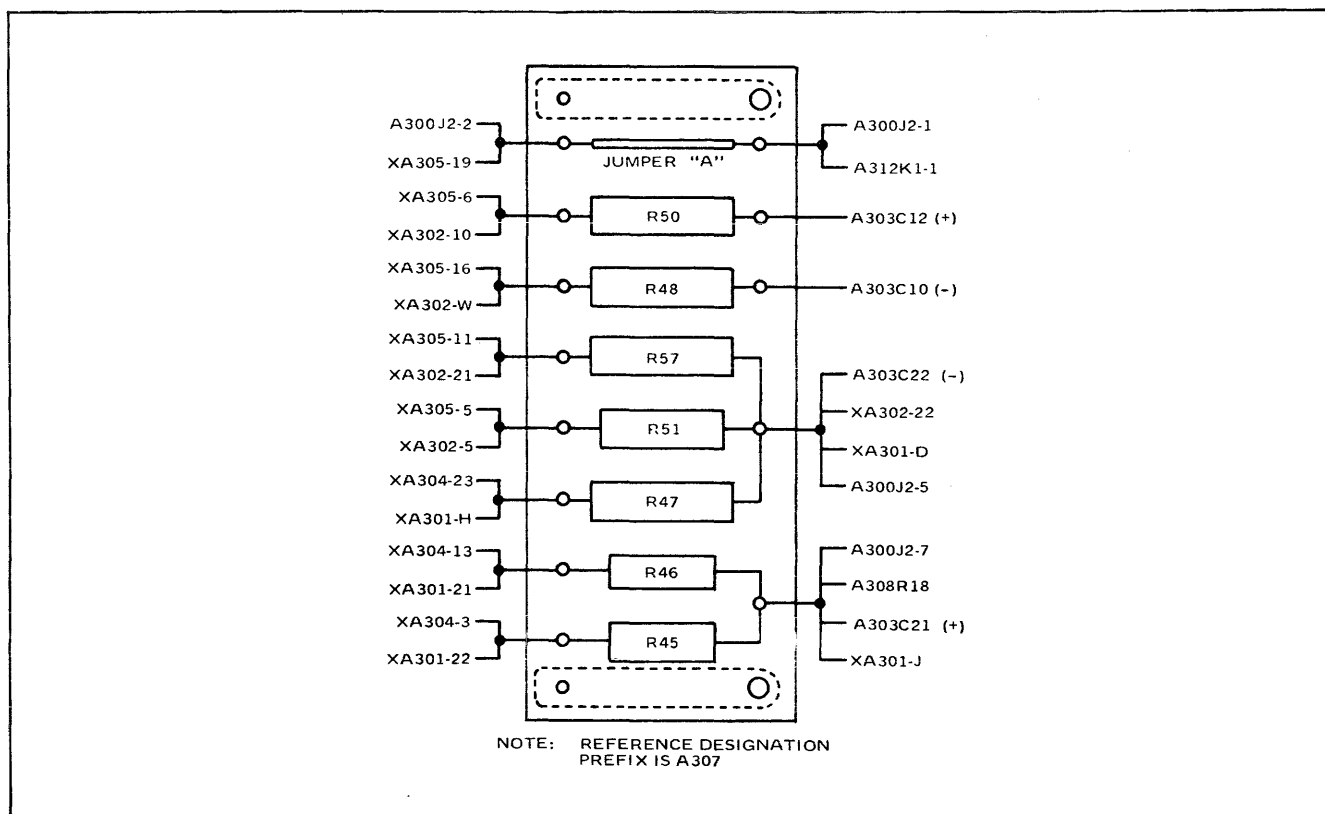 A300J2-2
A300J2-1
XA305-19
JUMPER "A"
A312K1-1
XA305-6
R50
A303C12 (+)
XA302-10
XA305-16
R48
A303C10 (-)
XA302-W
XA305-11
R57
XA302-21
A303C22 (-)
XA305-5
R51
XA302-22
XA302-5
XA301-D
XA304-23
R47
A300J2-5
XA301-H
XA304-13
R46
A300J2-7
XA301-21
A308R18
XA304-3
R45
A303C21 (+)
XA301-22
XA301-J
NOTE: REFERENCE DESIGNATION
PREFIX IS A307